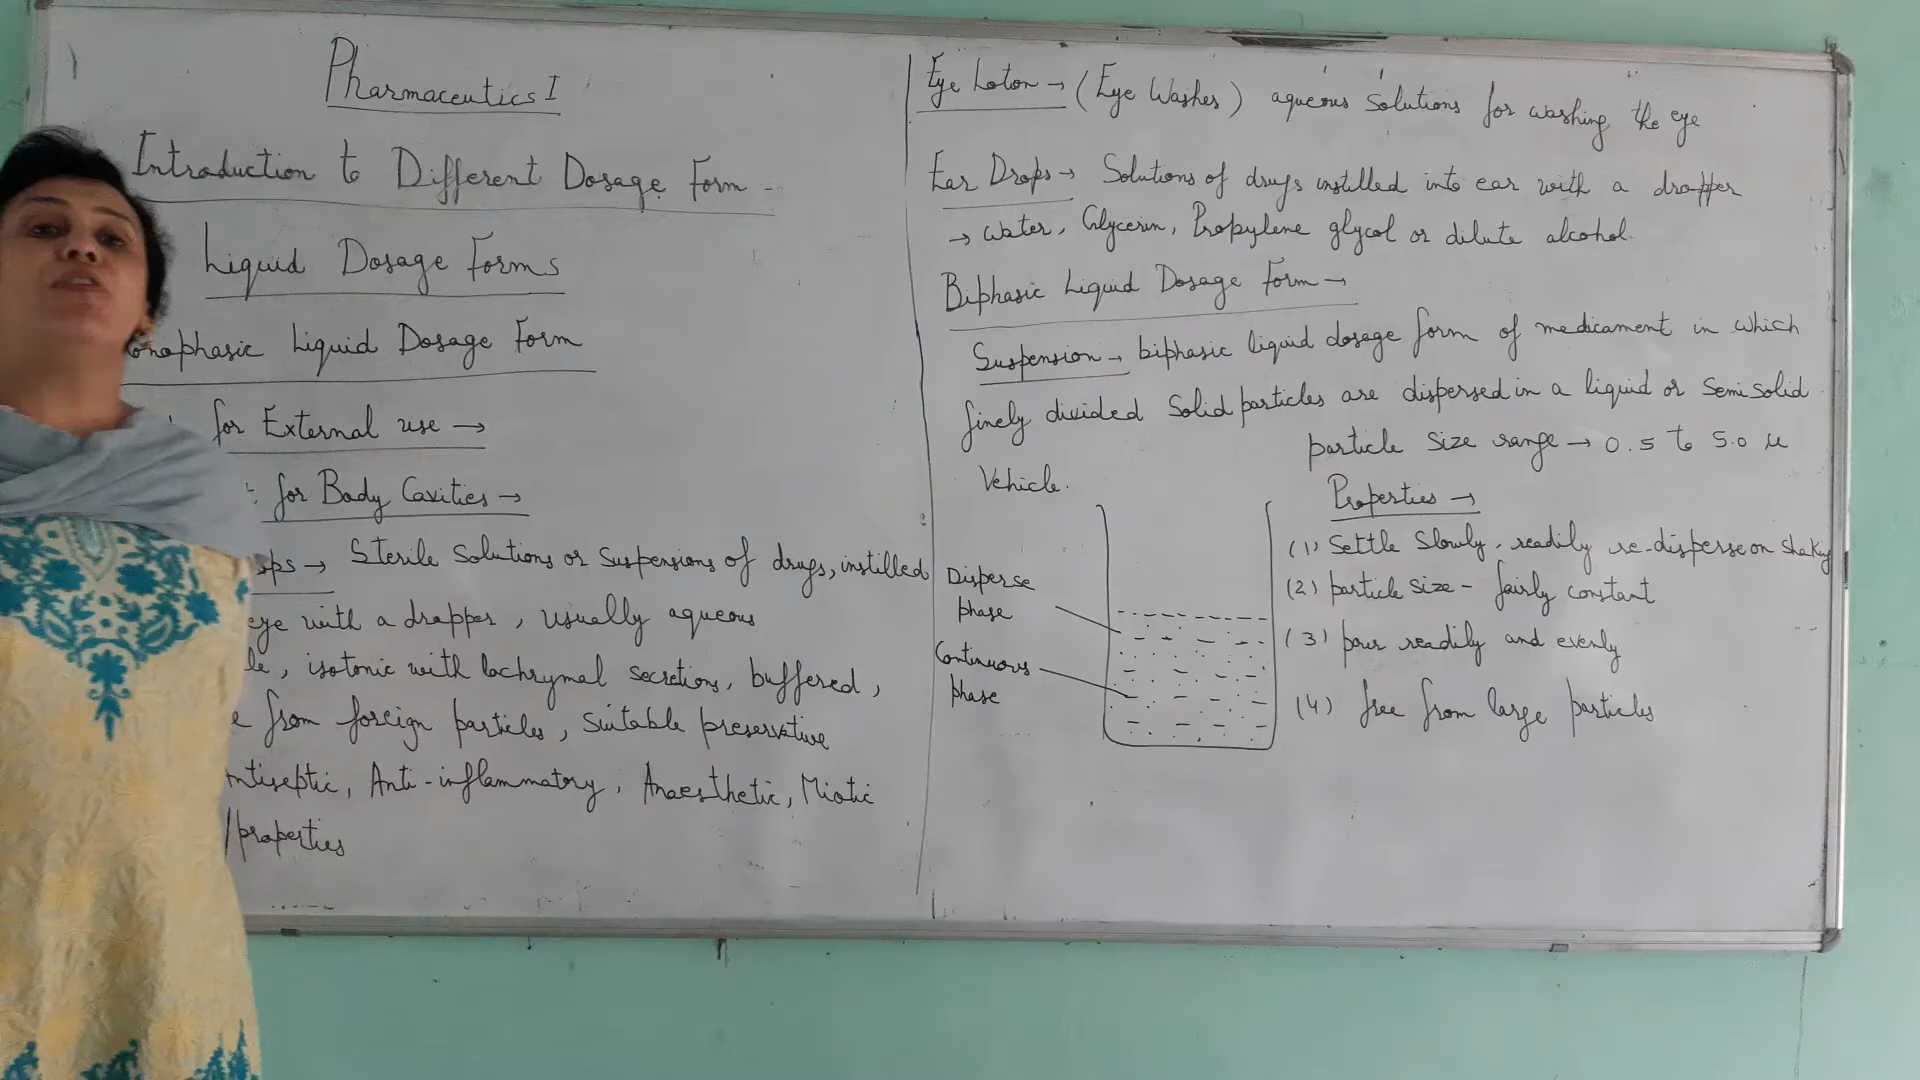 Pharmaceutics I
Introduction to Different Dosage Form -
Liquid Dosage Forms
onophasic Liquid Dosage Form
for External use →
for Body Cavities →
ops → Sterile Solutions or Suspensions of drugs, instilled
eye with a dropper, usually aqueous
le, isotonic with lachrymal secretions, buffered,
e from foreign particles, Suitable preservative
ntiseptic, Anti-inflammatory, Anaesthetic, Miotic
/properties
Eye Loton → (Eye Washes) aqueous solutions for washing the eye
Ear Drops → Solutions of drugs instilled into ear with a dropper
→ Water, Glycerin, Propylene glycol or dilute alcohol.
Biphasic Liquid Dosage Form →
Suspension → biphasic liquid dosage form of medicament in which
finely divided Solid particles are dispersed in a liquid or Semisolid
Vehicle.
particle size range → 0.5 to 5.0 µ
Properties →
(1) Settle Slowly, readily re-disperse on shaking
(2) particle size - fairly constant
(3) pour readily and evenly
(4) free from large particles
Disperse
phase
Continuous
phase